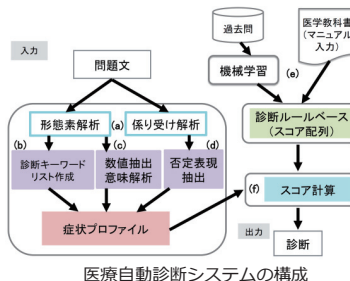 過去問
医学教科書
(マニュアル
入力)
入力
問題文
機械学習
(e)
形態素解析
(a)
係り受け解析
(b)
(c)
(d)
診断キーワード
リスト作成
数値抽出
意味解析
否定表現
抽出
診断ルールベース
(スコア配列)
症状プロファイル
(f)
スコア計算
出力
診断
医療自動診断システムの構成